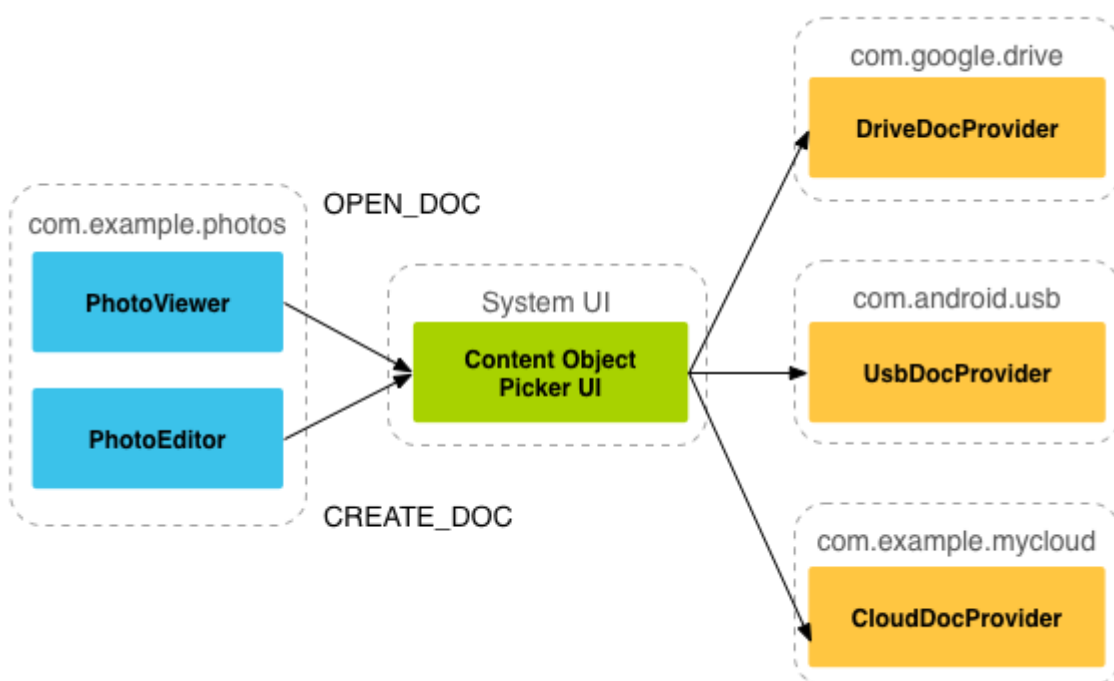 com.example.photos
PhotoViewer
PhotoEditor
OPEN_DOC
CREATE_DOC
System UI
Content Object
Picker UI
com.google.drive
DriveDocProvider
com.android.usb
UsbDocProvider
com.example.mycloud
CloudDocProvider